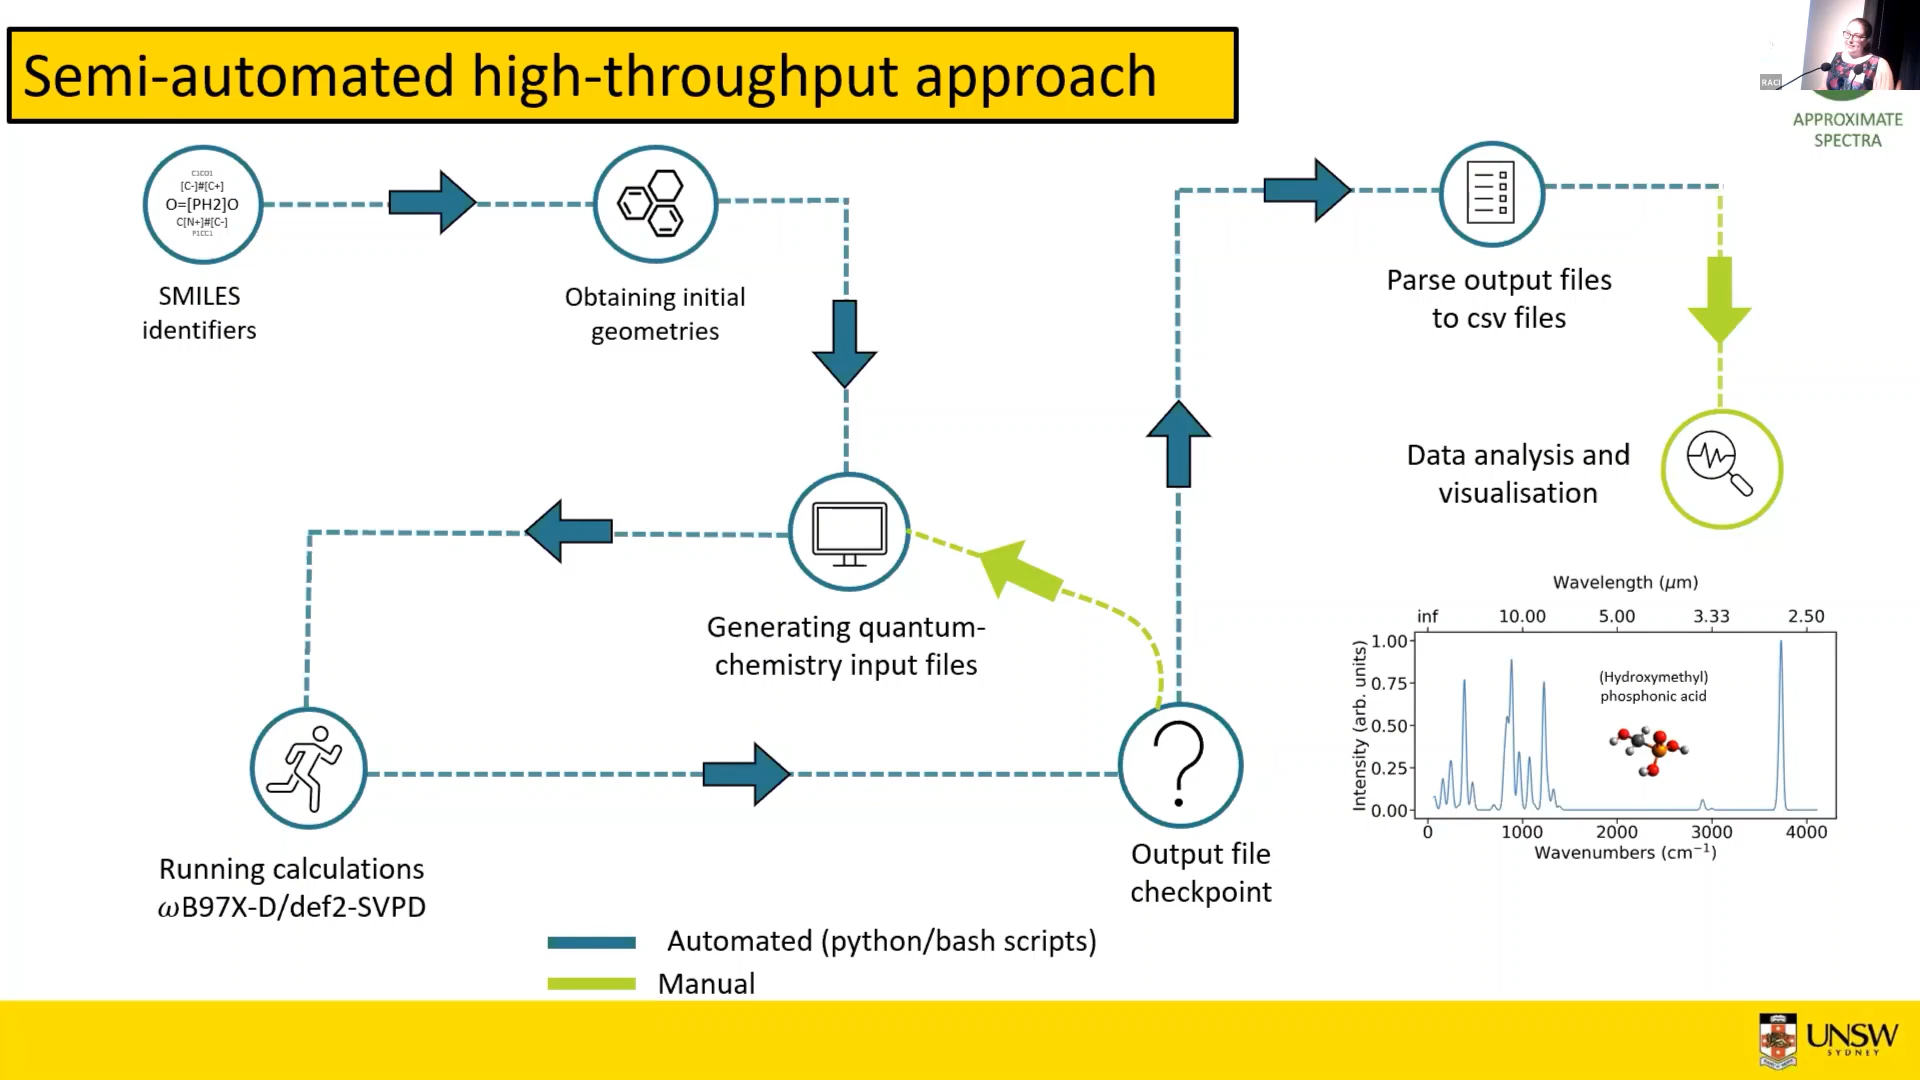 Semi-automated high-throughput approach
RACI
APPROXIMATE
SPECTRA
C1CO1
[C-]#[C+]
O=[PH2]O
C[N+]#[C-]
P1CC1
SMILES
identifiers
Obtaining initial
geometries
Parse output files
to csv files
Data analysis and
visualisation
Generating quantum-
chemistry input files
Running calculations
ωB97X-D/def2-SVPD
Output file
checkpoint
Wavelength (μm)
inf 10.00 5.00 3.33 2.50
Intensity (arb. units)
1.00
0.75
0.50
0.25
0.00
(Hydroxymethyl)
phosphonic acid
0 1000 2000 3000 4000
Wavenumbers (cm⁻¹)
Automated (python/bash scripts)
Manual
UNSW
SYDNEY